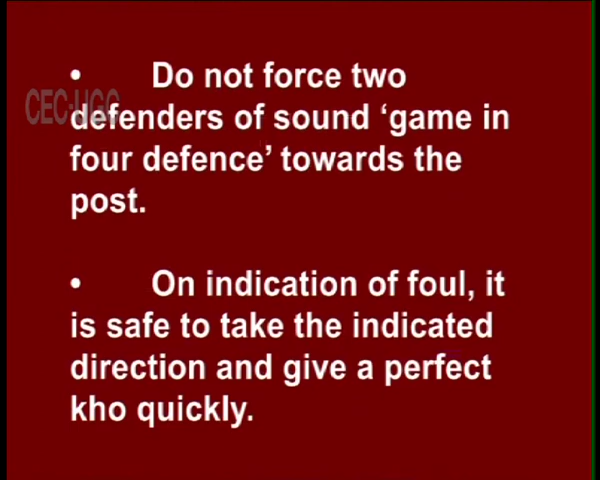 • Do not force two
CEC-UGC
defenders of sound ‘game in
four defence’ towards the
post.
• On indication of foul, it
is safe to take the indicated
direction and give a perfect
kho quickly.